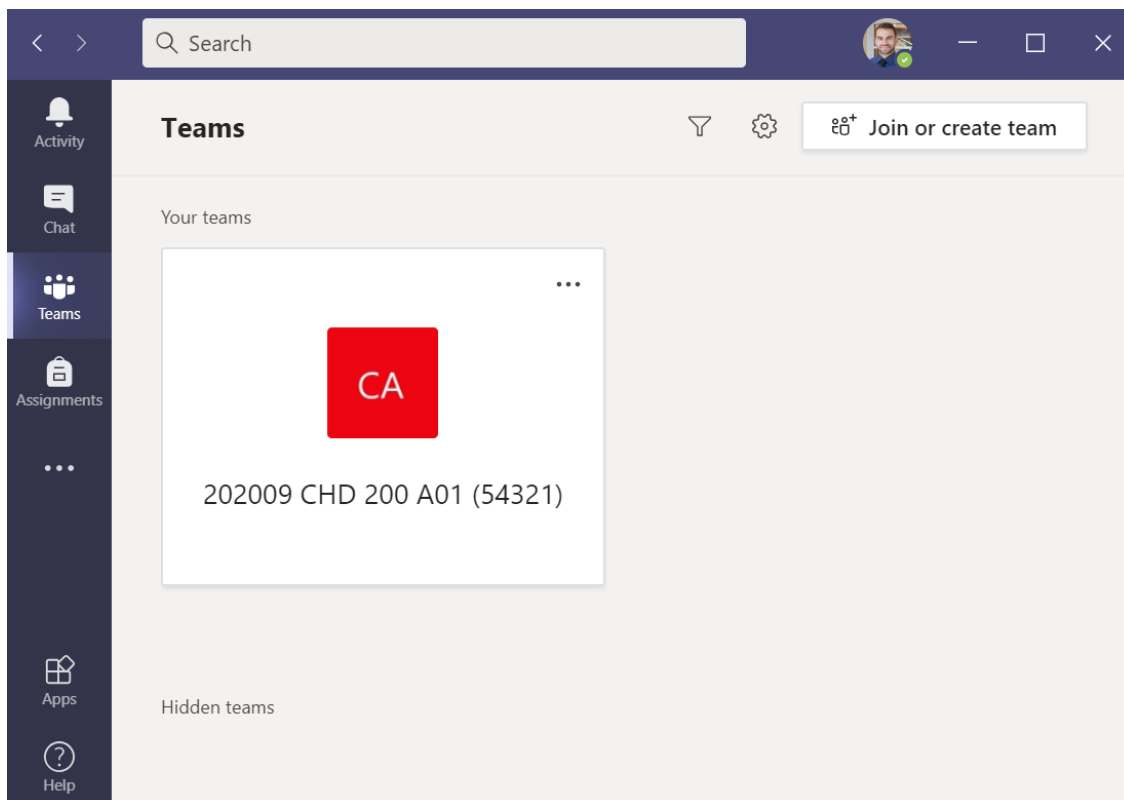 Search
Activity
Chat
Teams
Assignments
Apps
Help
Teams
Join or create team
Your teams
CA
202009 CHD 200 A01 (54321)
Hidden teams